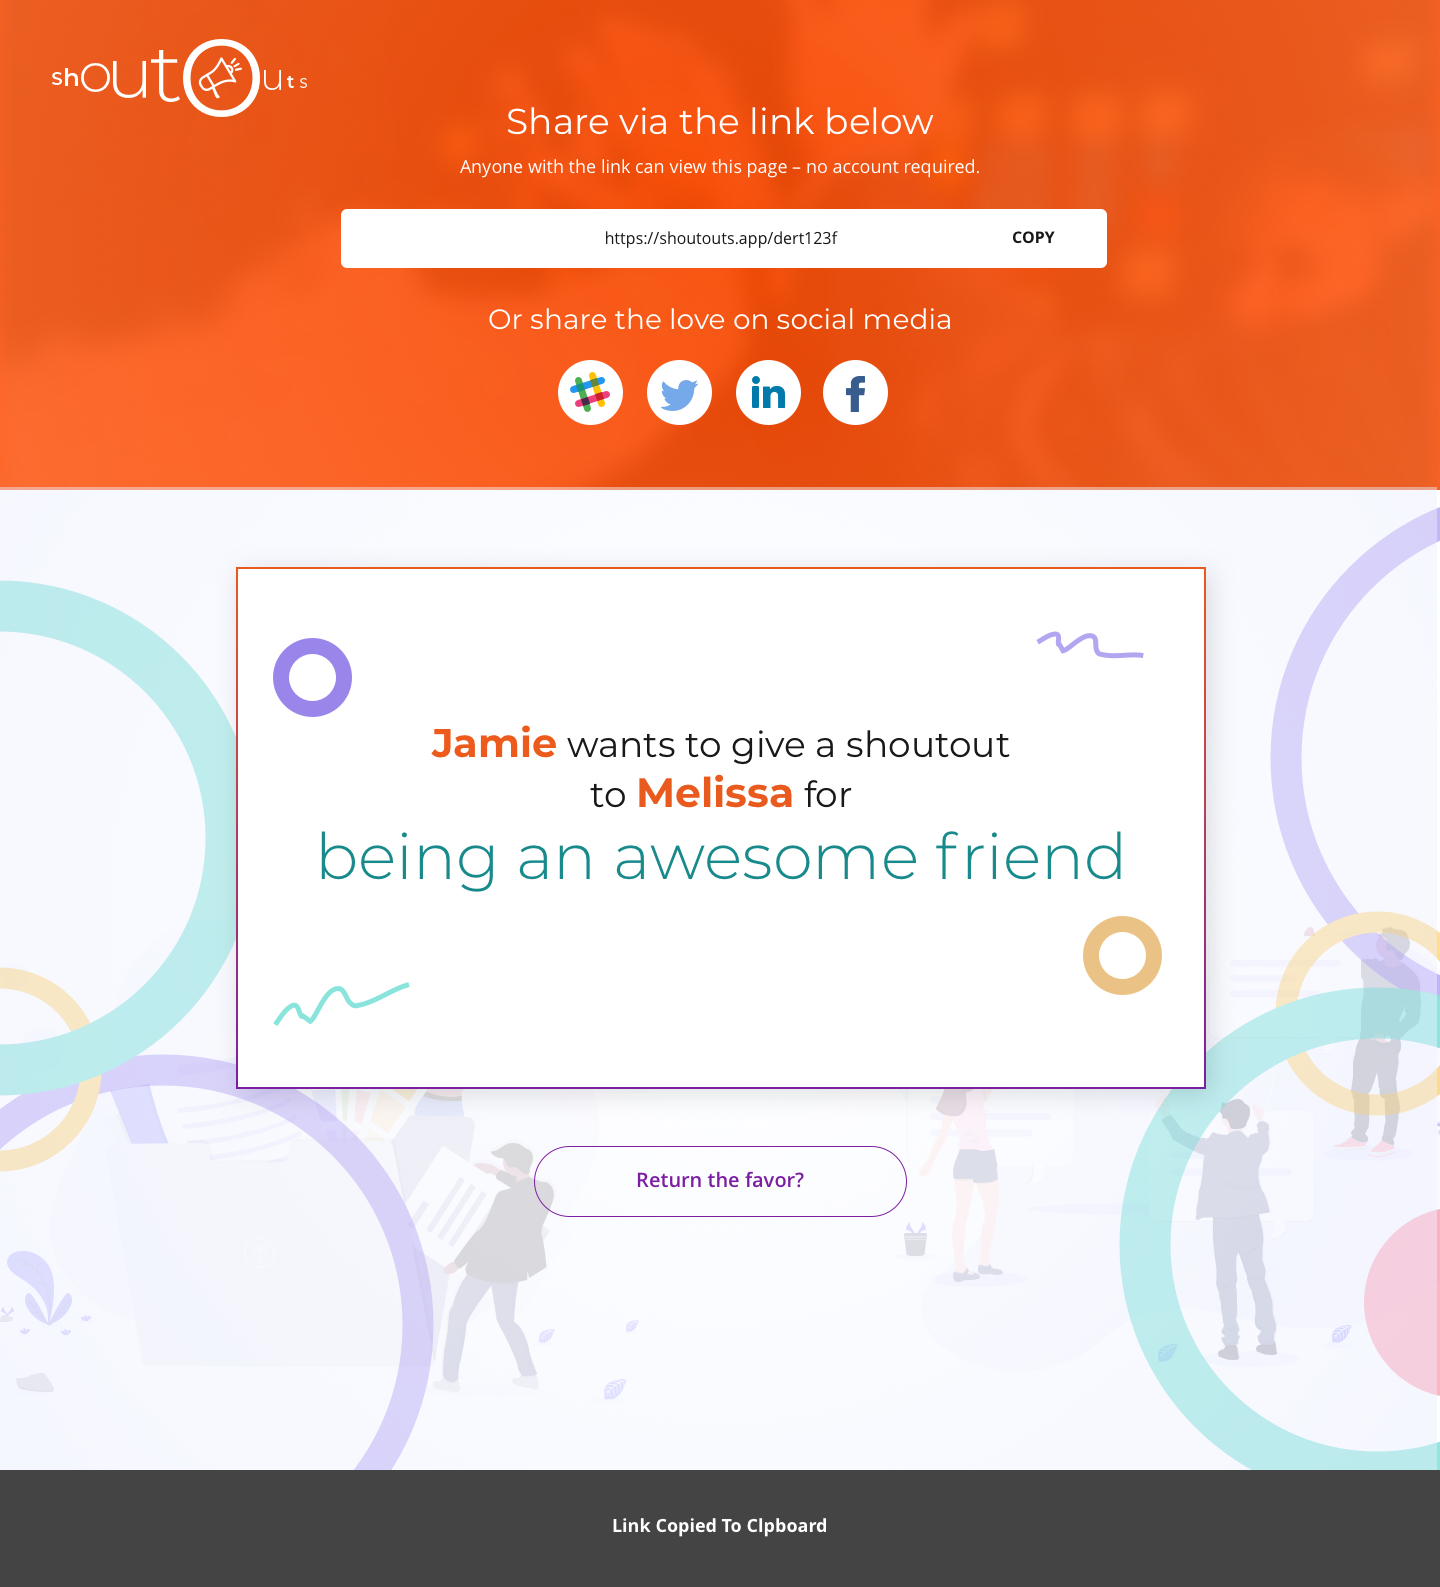 shoutOuts
Share via the link below
Anyone with the link can view this page – no account required.
https://shoutouts.app/dert123f
COPY
Or share the love on social media
in
f
Jamie wants to give a shoutout
to Melissa for
being an awesome friend
Return the favor?
Link Copied To Clpboard